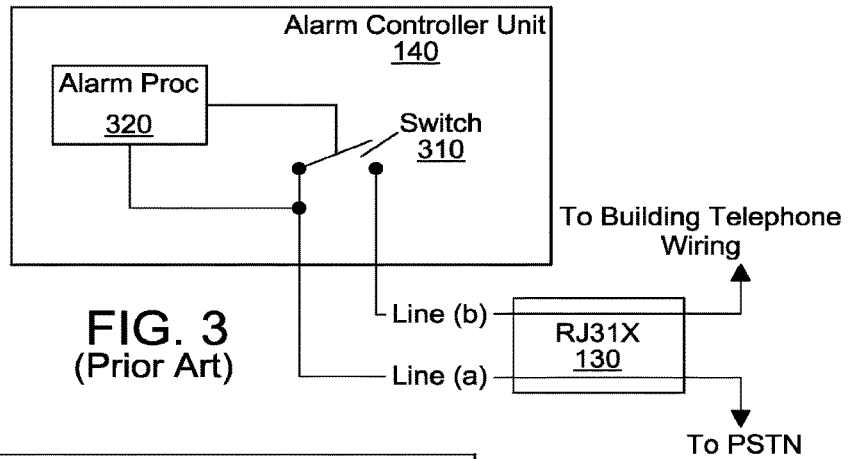 Alarm Controller Unit
140
Alarm Proc
320
Switch
310
To Building Telephone
Wiring
Line (b)
RJ31X
130
Line (a)
FIG. 3
(Prior Art)
To PSTN